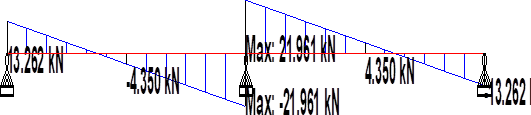 Max: 21.961 kN
13.262 kN
-4.350 kN
4.350 kN
Max: -21.961 kN
-13.262